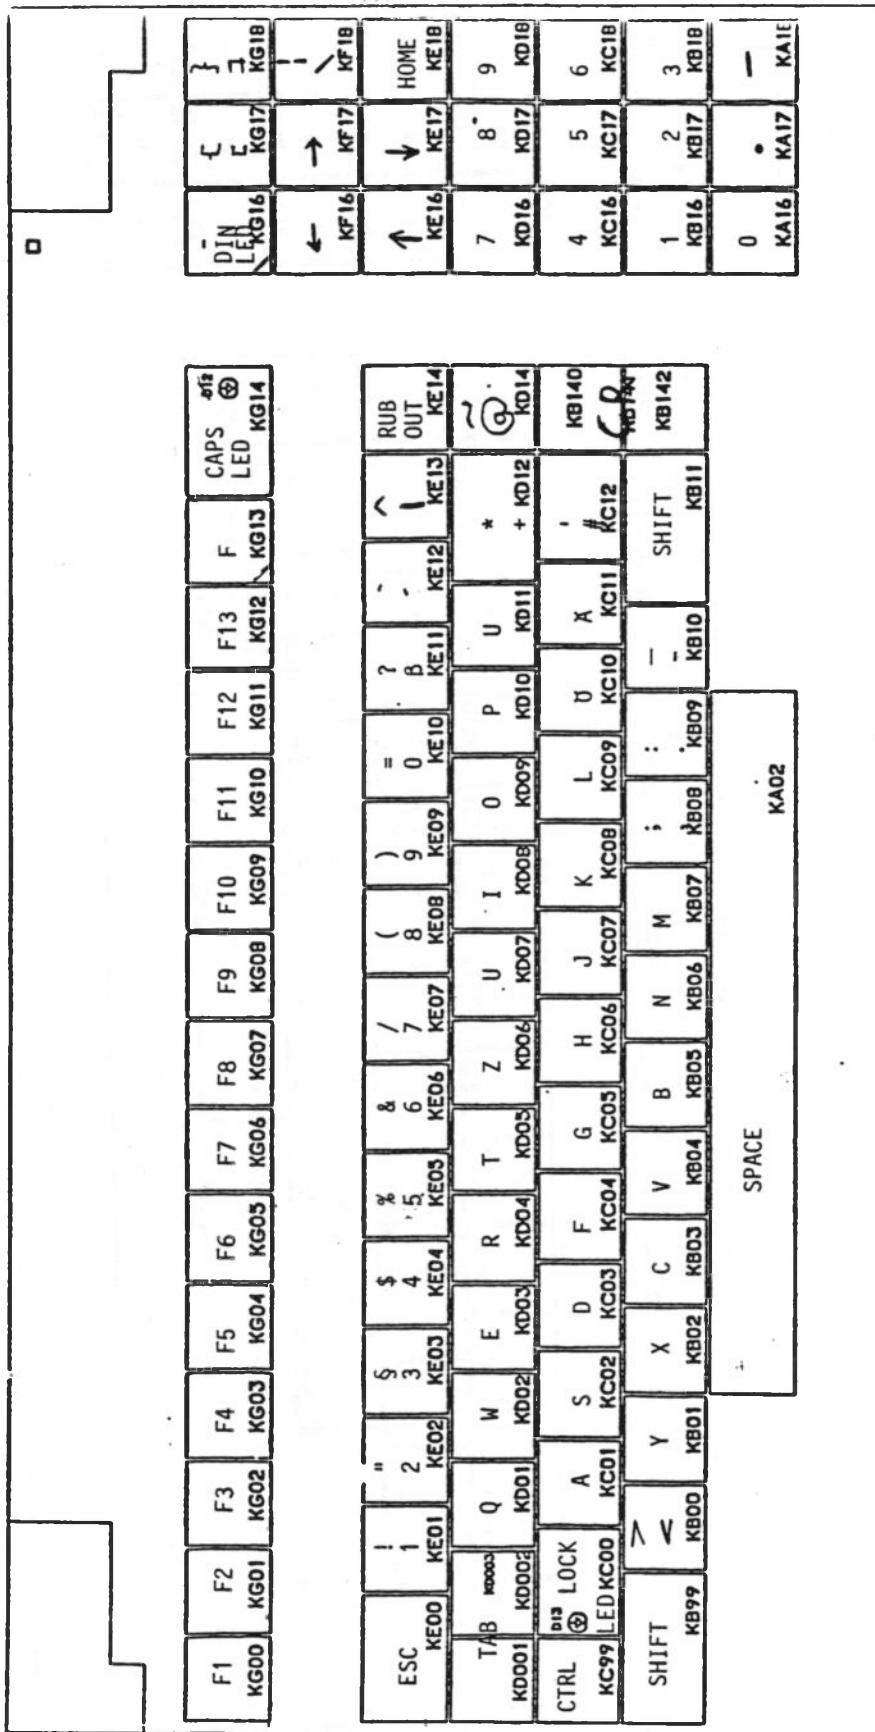 F1 KG00
F2 KG01
F3 KG02
F4 KG03
F5 KG04
F6 KG05
F7 KG06
F8 KG07
F9 KG08
F10 KG09
F11 KG10
F12 KG11
F13 KG12
F KG13
CAPS LED D12 KG14
- DIN LED KG16
{ [ KG17
} ] KG18
ESC KE00
! 1 KE01
" 2 KE02
§ 3 KE03
$ 4 KE04
% 5 KE05
& 6 KE06
/ 7 KE07
( 8 KE08
) 9 KE09
= 0 KE10
? ß KE11
KE12
^ | KE13
RUB OUT KE14
← KF16
→ KF17
¦ \ KF18
TAB KD001 KD002 KD003
Q KD01
W KD02
E KD03
R KD04
T KD05
Z KD06
U KD07
I KD08
O KD09
P KD10
U KD11
* + KD12
~ @ KD14
↑ KE16
↓ KE17
HOME KE18
CTRL KC99
D13 LOCK LED KC00
A KC01
S KC02
D KC03
F KC04
G KC05
H KC06
J KC07
K KC08
L KC09
Ö KC10
Ä KC11
' # KC12
KB140
CR
7 KD16
8 KD17
9 KD18
SHIFT KB99
> < KB00
Y KB01
X KB02
C KB03
V KB04
B KB05
N KB06
M KB07
; , KB08
: . KB09
_ - KB10
SHIFT KB11
KB142
4 KC16
5 KC17
6 KC18
1 KB16
2 KB17
3 KB18
SPACE KA02
0 KA16
. KA17
- KA18